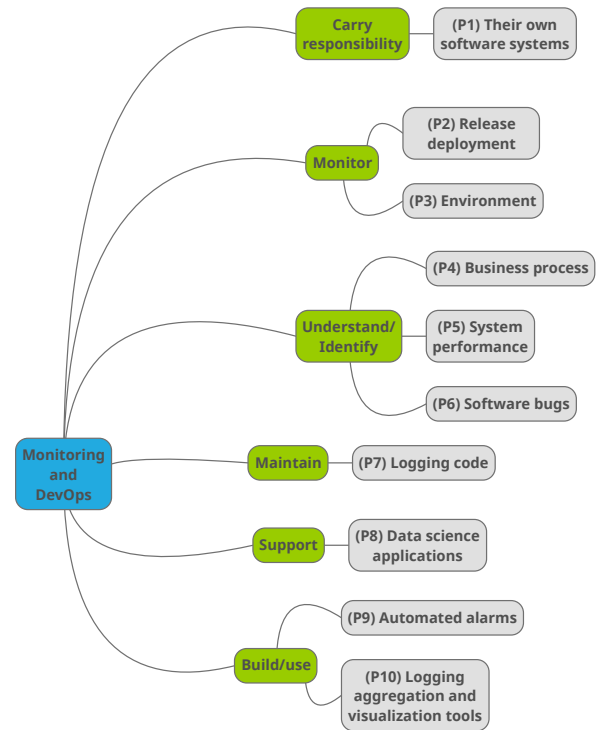 Carry
responsibility
(P1) Their own
software systems
Monitor
(P2) Release
deployment
(P3) Environment
Understand/
Identify
(P4) Business process
(P5) System
performance
(P6) Software bugs
Monitoring
and
DevOps
Maintain
(P7) Logging code
Support
(P8) Data science
applications
Build/use
(P9) Automated alarms
(P10) Logging
aggregation and
visualization tools